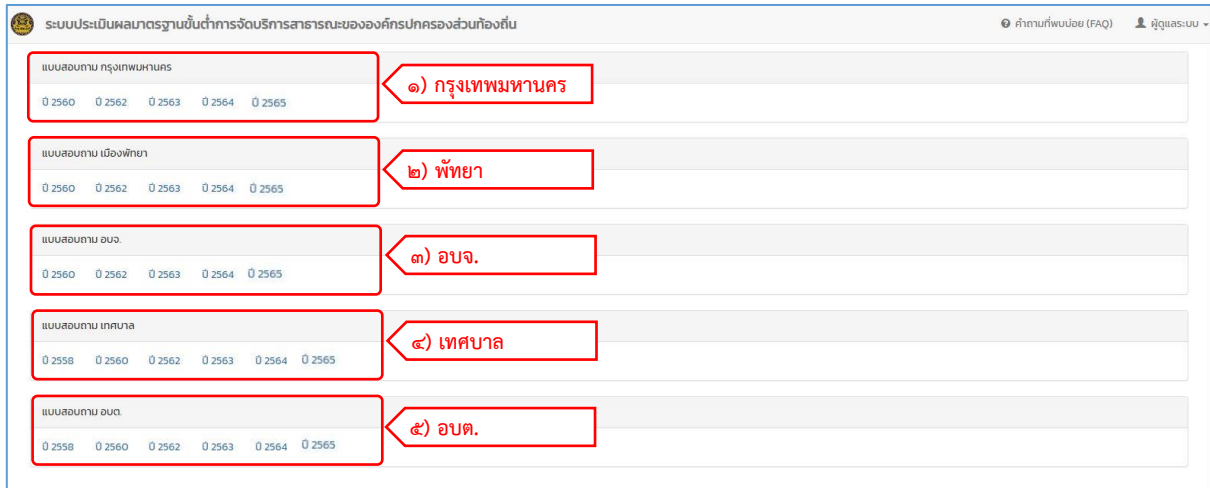 ระบบประเมินผลมาตรฐานขั้นต่ำการจัดบริการสาธารณะขององค์กรปกครองส่วนท้องถิ่น คำถามที่พบบ่อย (FAQ) ผู้ดูแลระบบ
แบบสอบถาม กรุงเทพมหานคร
๑) กรุงเทพมหานคร
ปี 2560 ปี 2562 ปี 2563 ปี 2564 ปี 2565
แบบสอบถาม เมืองพัทยา
๒) พัทยา
ปี 2560 ปี 2562 ปี 2563 ปี 2564 ปี 2565
แบบสอบถาม อบจ.
๓) อบจ.
ปี 2560 ปี 2562 ปี 2563 ปี 2564 ปี 2565
แบบสอบถาม เทศบาล
๔) เทศบาล
ปี 2558 ปี 2560 ปี 2562 ปี 2563 ปี 2564 ปี 2565
แบบสอบถาม อบต.
๕) อบต.
ปี 2558 ปี 2560 ปี 2562 ปี 2563 ปี 2564 ปี 2565